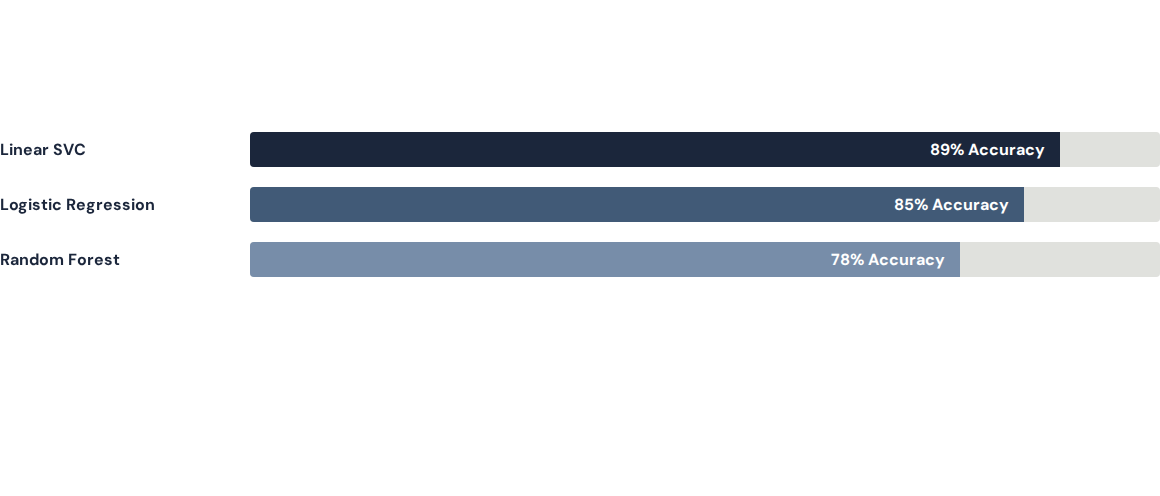 Linear SVC 89% Accuracy
Logistic Regression 85% Accuracy
Random Forest 78% Accuracy